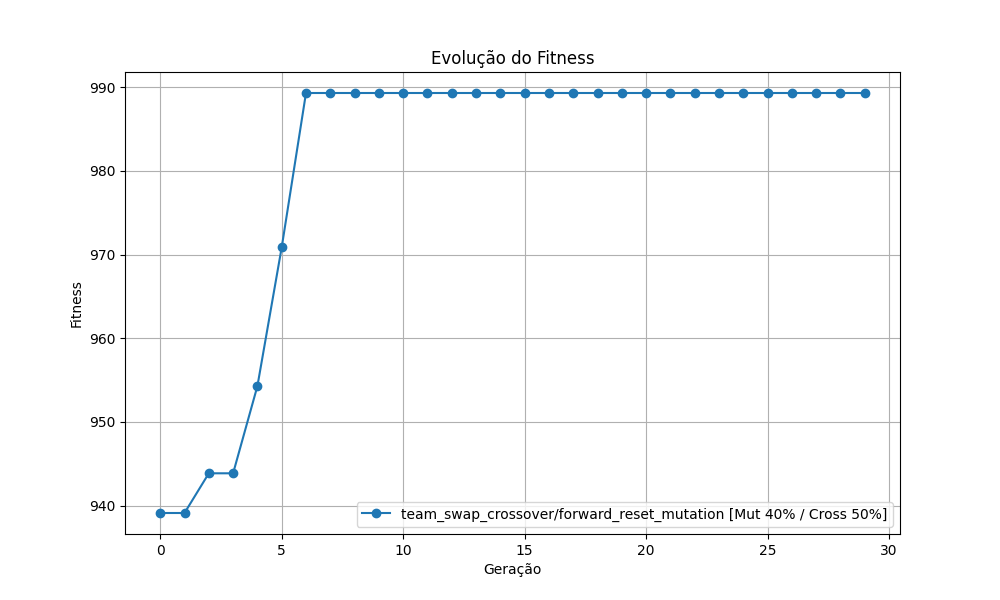 Evolução do Fitness
Fitness
990
980
970
960
950
940
0 5 10 15 20 25 30
Geração
team_swap_crossover/forward_reset_mutation [Mut 40% / Cross 50%]